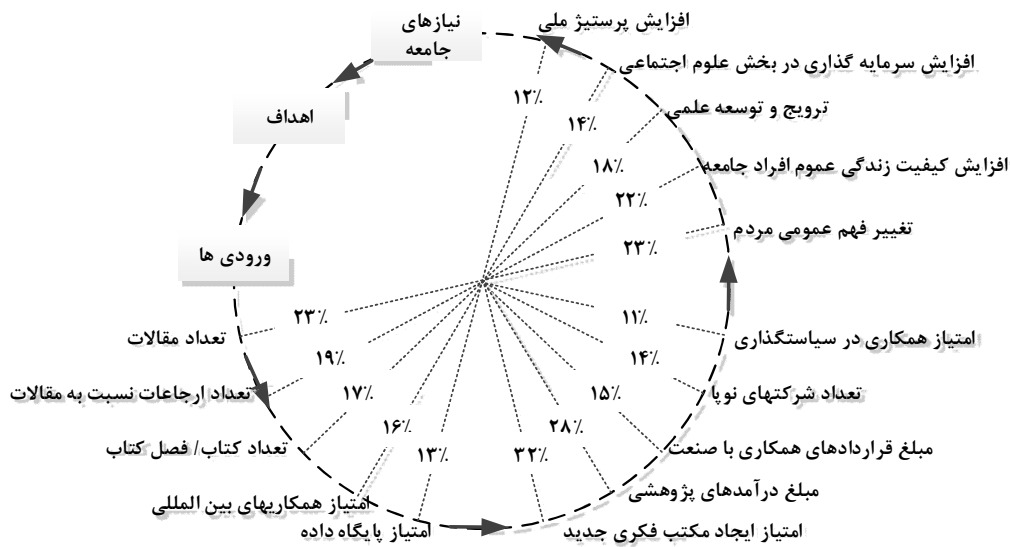 نیازهای
جامعه
اهداف
ورودی ها
افزایش پرستیژ ملی
۱۲٪
افزایش سرمایه گذاری در بخش علوم اجتماعی
۱۴٪
ترویج و توسعه علمی
۱۸٪
افزایش کیفیت زندگی عموم افراد جامعه
۲۲٪
تغییر فهم عمومی مردم
۲۳٪
امتیاز همکاری در سیاستگذاری
۱۱٪
تعداد شرکتهای نوپا
۱۴٪
مبلغ قراردادهای همکاری با صنعت
۱۵٪
مبلغ درآمدهای پژوهشی
۲۸٪
امتیاز ایجاد مکتب فکری جدید
۳۲٪
تعداد مقالات
۲۳٪
تعداد ارجاعات نسبت به مقالات
۱۹٪
تعداد کتاب/ فصل کتاب
۱۷٪
امتیاز همکاریهای بین المللی
۱۶٪
امتیاز پایگاه داده
۱۳٪